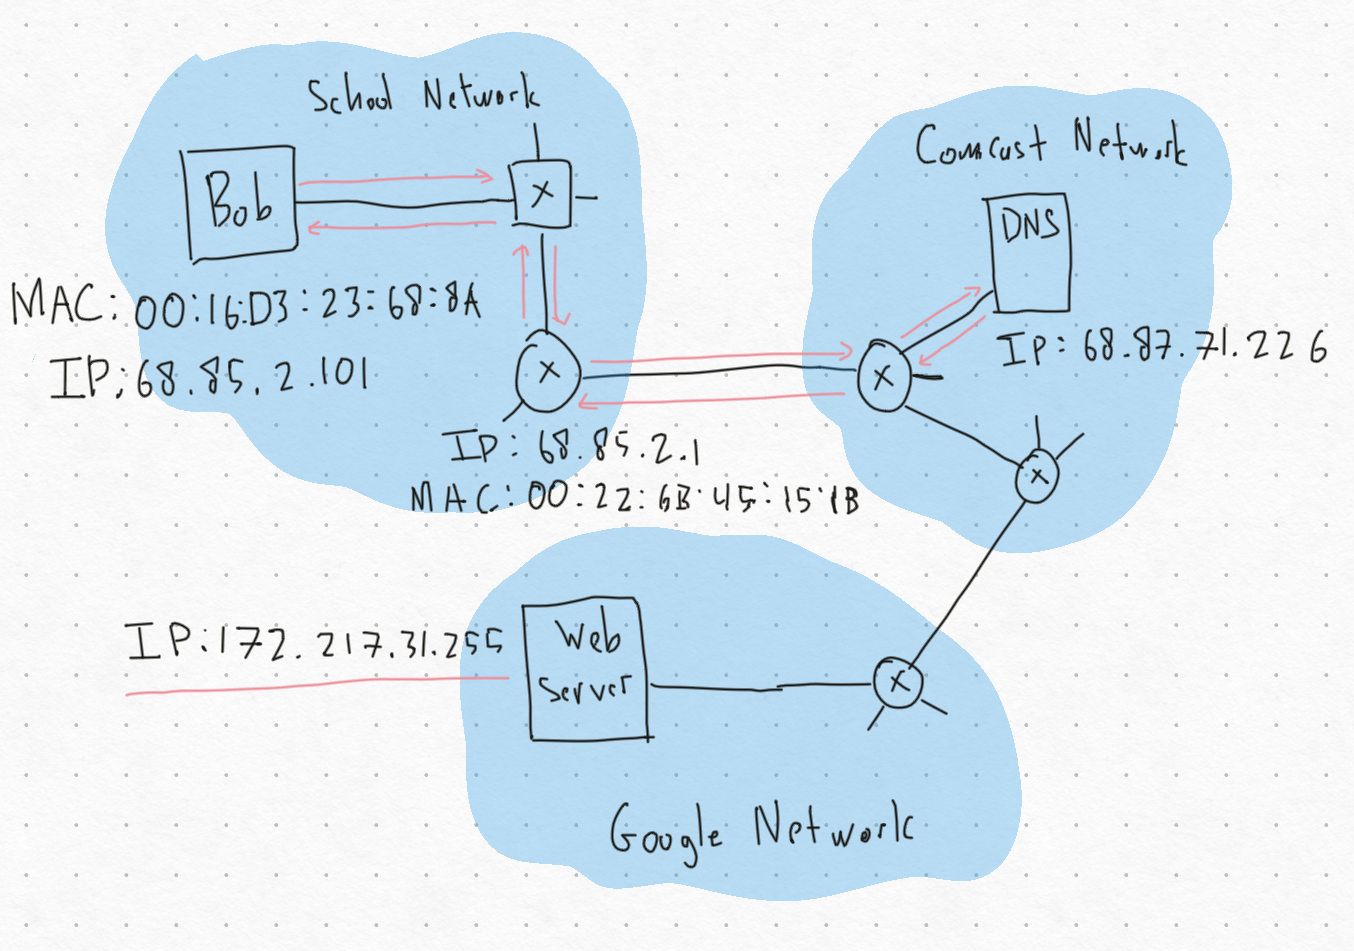 School Network
Bob
X
MAC: 00:16:D3:23:68:8A
IP: 68.85.2.101
X
IP: 68.85.2.1
MAC: 00:22:6B:45:15:1B
Comcast Network
DNS
IP: 68.87.71.226
X
X
IP: 172.217.31.255
Web
Server
X
Google Network